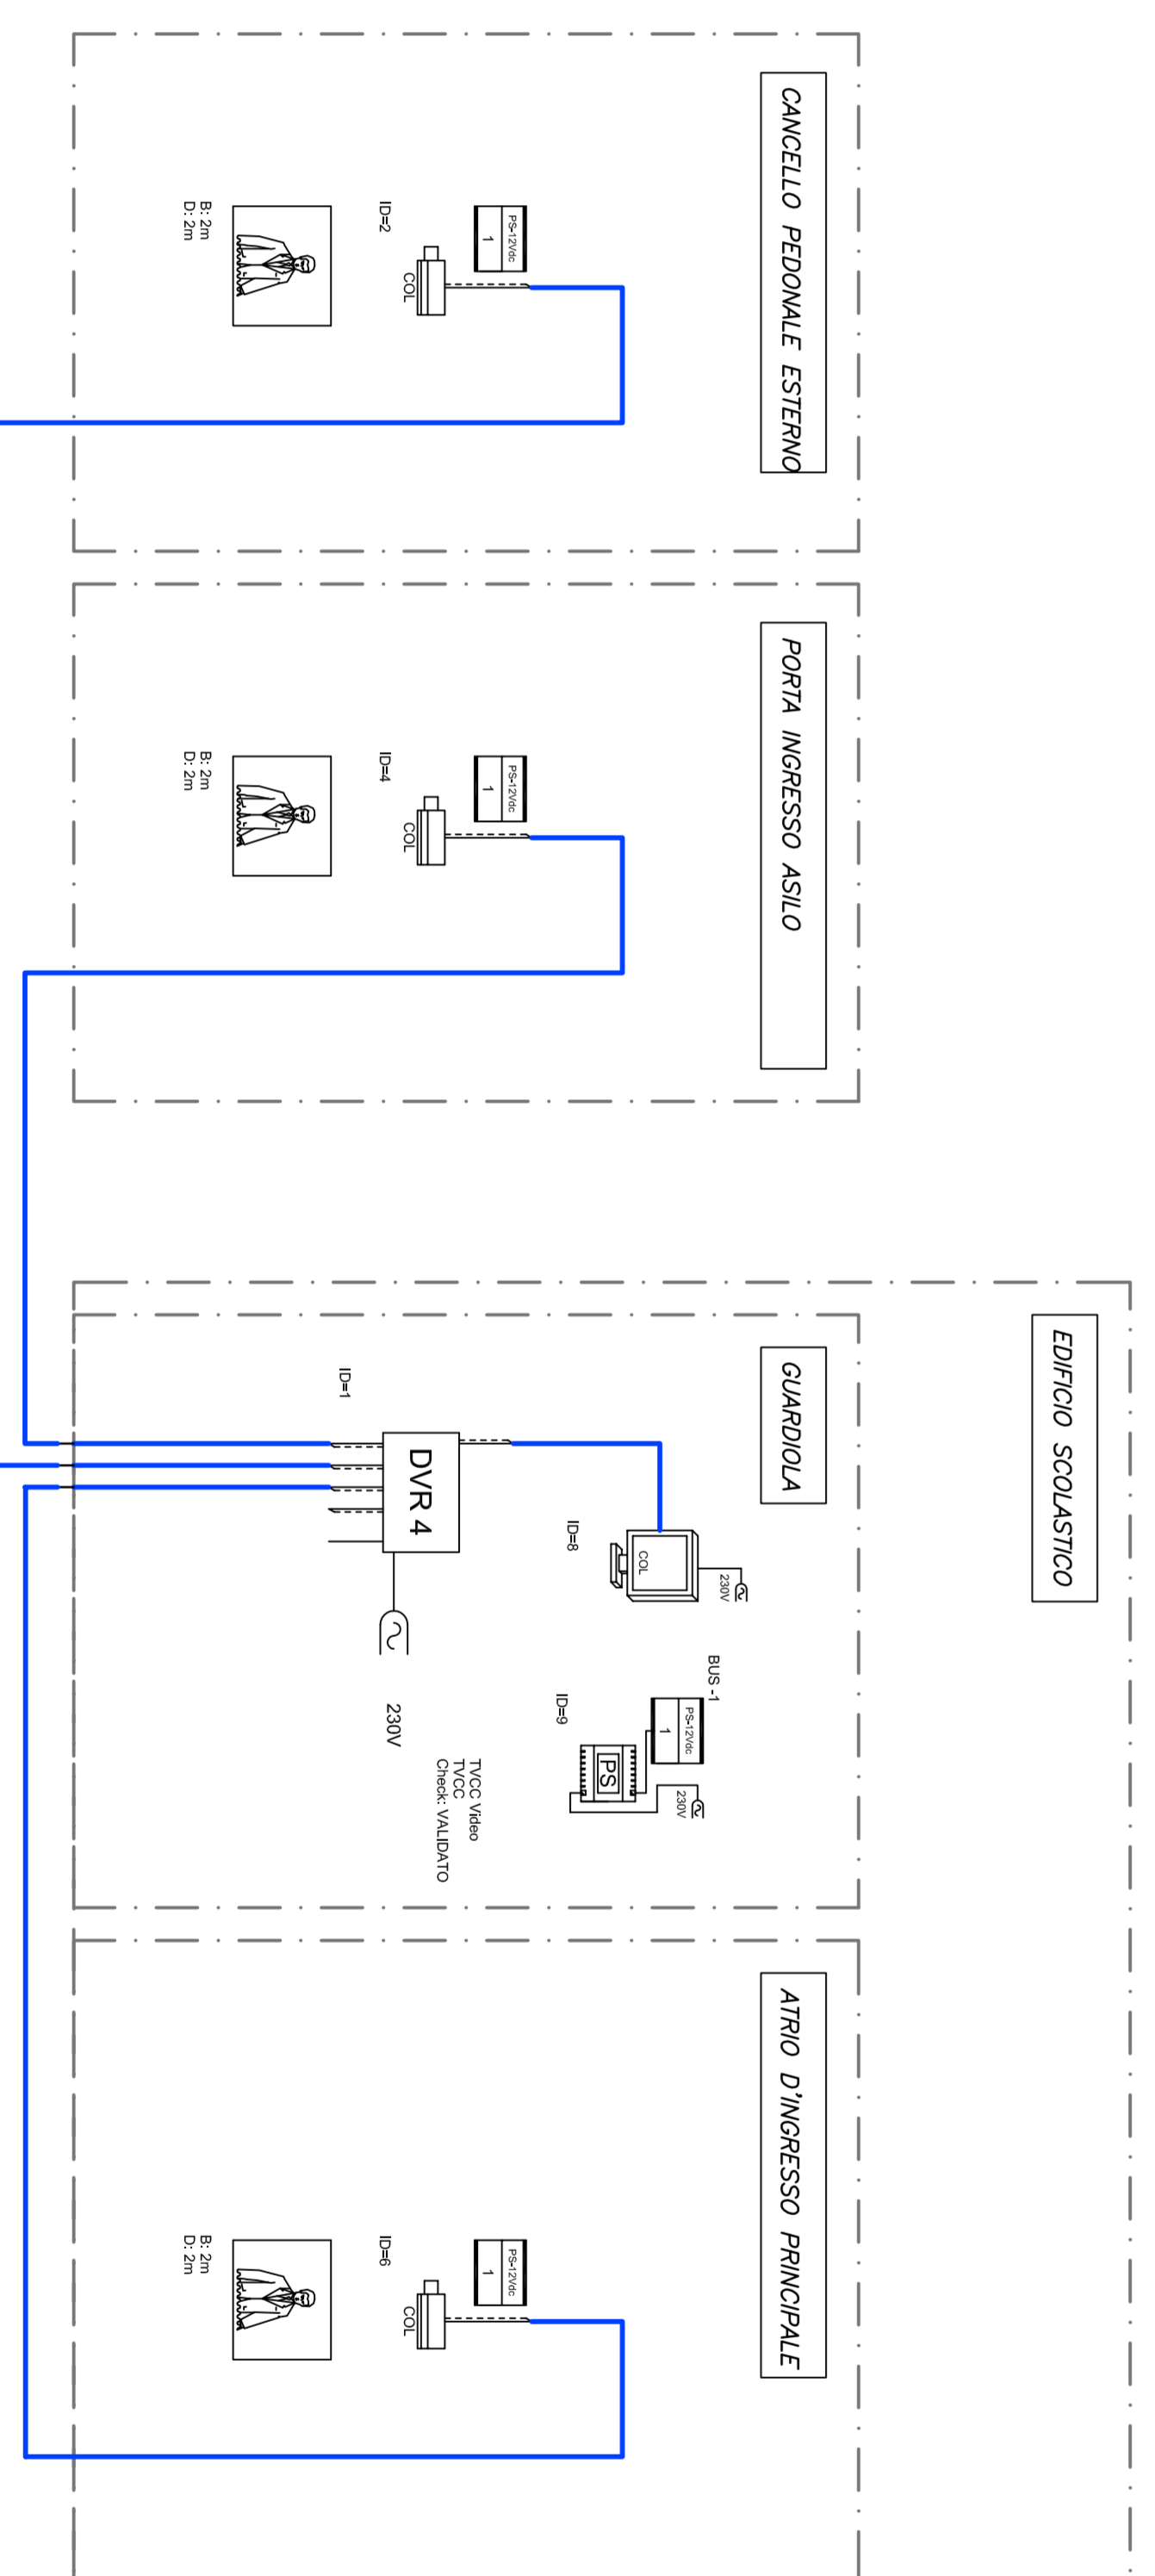 EDIFICIO SCOLASTICO
CANCELLO PEDONALE ESTERNO
PS-12Vdc
1
ID=2
COL
B: 2m
D: 2m
PORTA INGRESSO ASILO
PS-12Vdc
1
ID=4
COL
B: 2m
D: 2m
GUARDIOLA
230V
COL
ID=8
BUS -1
PS-12Vdc
1
230V
PS
ID=9
DVR 4
ID=1
230V
TVCC Video
TVCC
Check: VALIDATO
ATRIO D'INGRESSO PRINCIPALE
PS-12Vdc
1
ID=6
COL
B: 2m
D: 2m